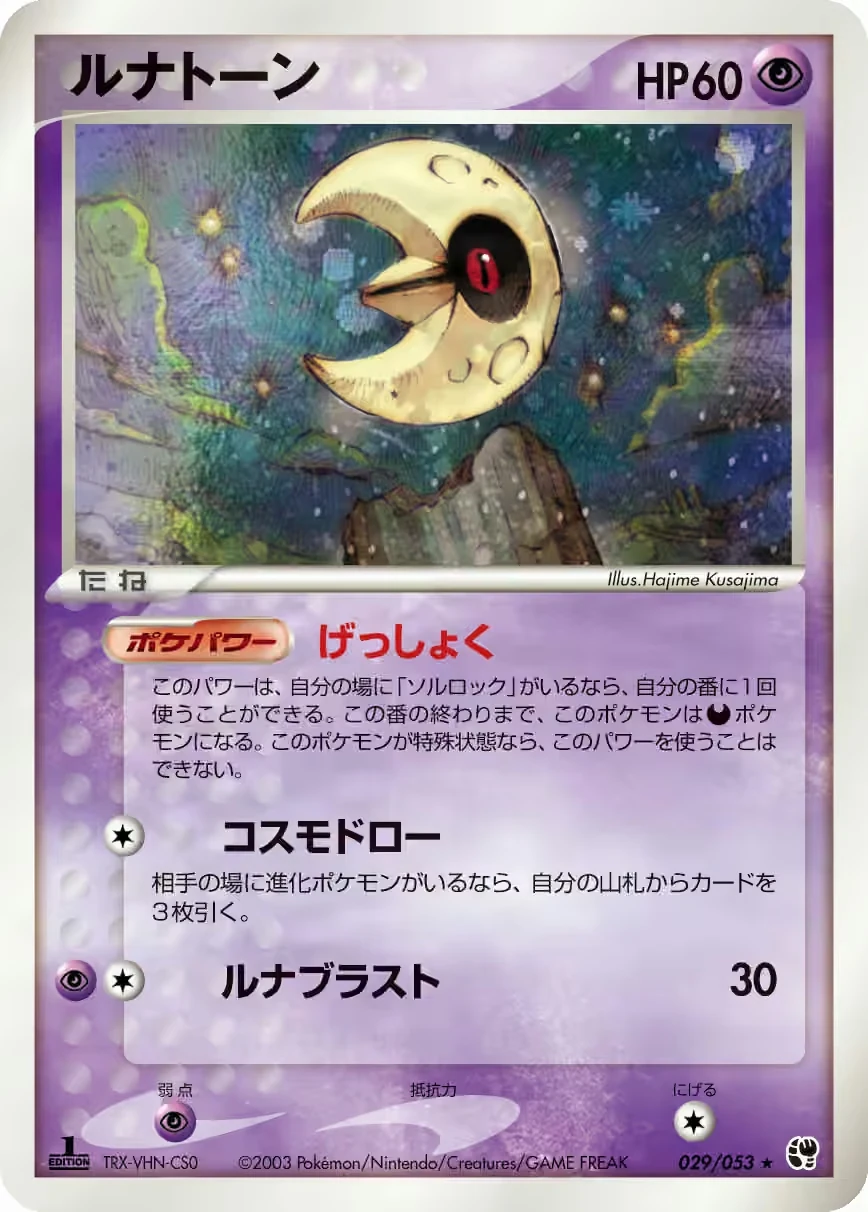 ルナトーン
HP60
たね
Illus.Hajime Kusajima
ポケパワー げっしょく
このパワーは、自分の場に「ソルロック」がいるなら、自分の番に1回
使うことができる。この番の終わりまで、このポケモンはポケ
モンになる。このポケモンが特殊状態なら、このパワーを使うことは
できない。
コスモドロー
相手の場に進化ポケモンがいるなら、自分の山札からカードを
3枚引く。
ルナブラスト 30
弱点 抵抗力 にげる
1 EDITION TRX-VHN-CS0 ©2003 Pokémon/Nintendo/Creatures/GAME FREAK 029/053 ★